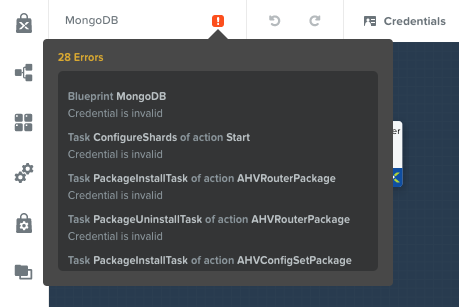 MongoDB
Credentials
28 Errors
Blueprint MongoDB
Credential is invalid
Task ConfigureShards of action Start
Credential is invalid
Task PackageInstallTask of action AHVRouterPackage
Credential is invalid
Task PackageUninstallTask of action AHVRouterPackage
Credential is invalid
Task PackageInstallTask of action AHVConfigSetPackage
er